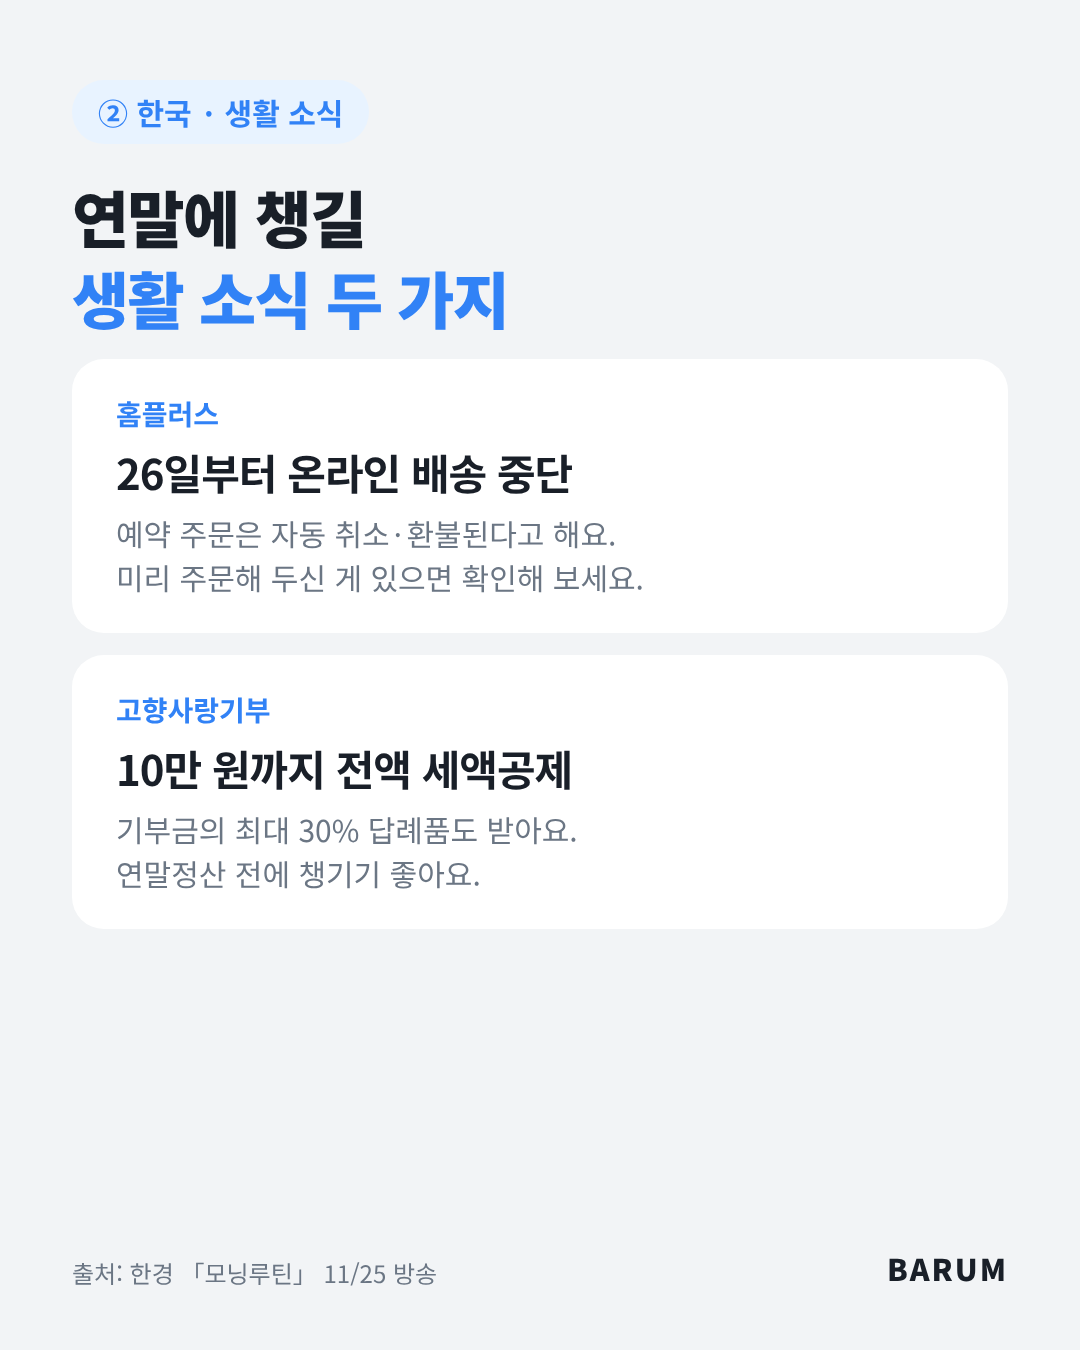 ② 한국 · 생활 소식
연말에 챙길
생활 소식 두 가지
홈플러스
26일부터 온라인 배송 중단
예약 주문은 자동 취소·환불된다고 해요.
미리 주문해 두신 게 있으면 확인해 보세요.
고향사랑기부
10만 원까지 전액 세액공제
기부금의 최대 30% 답례품도 받아요.
연말정산 전에 챙기기 좋아요.
출처: 한경 「모닝루틴」 11/25 방송
BARUM